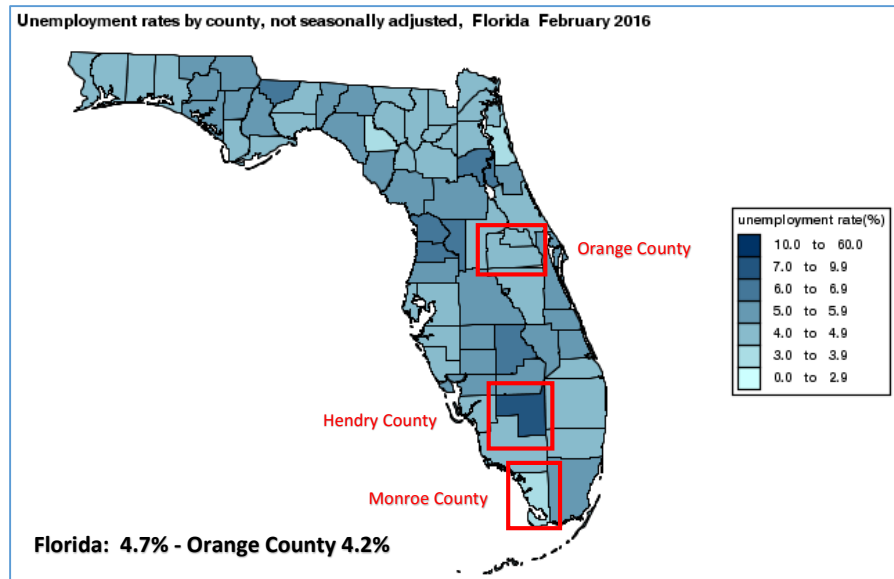 Unemployment rates by county, not seasonally adjusted, Florida February 2016
Orange County
unemployment rate(%)
10.0 to 60.0
7.0 to 9.9
6.0 to 6.9
5.0 to 5.9
4.0 to 4.9
3.0 to 3.9
0.0 to 2.9
Hendry County
Monroe County
Florida: 4.7% - Orange County 4.2%